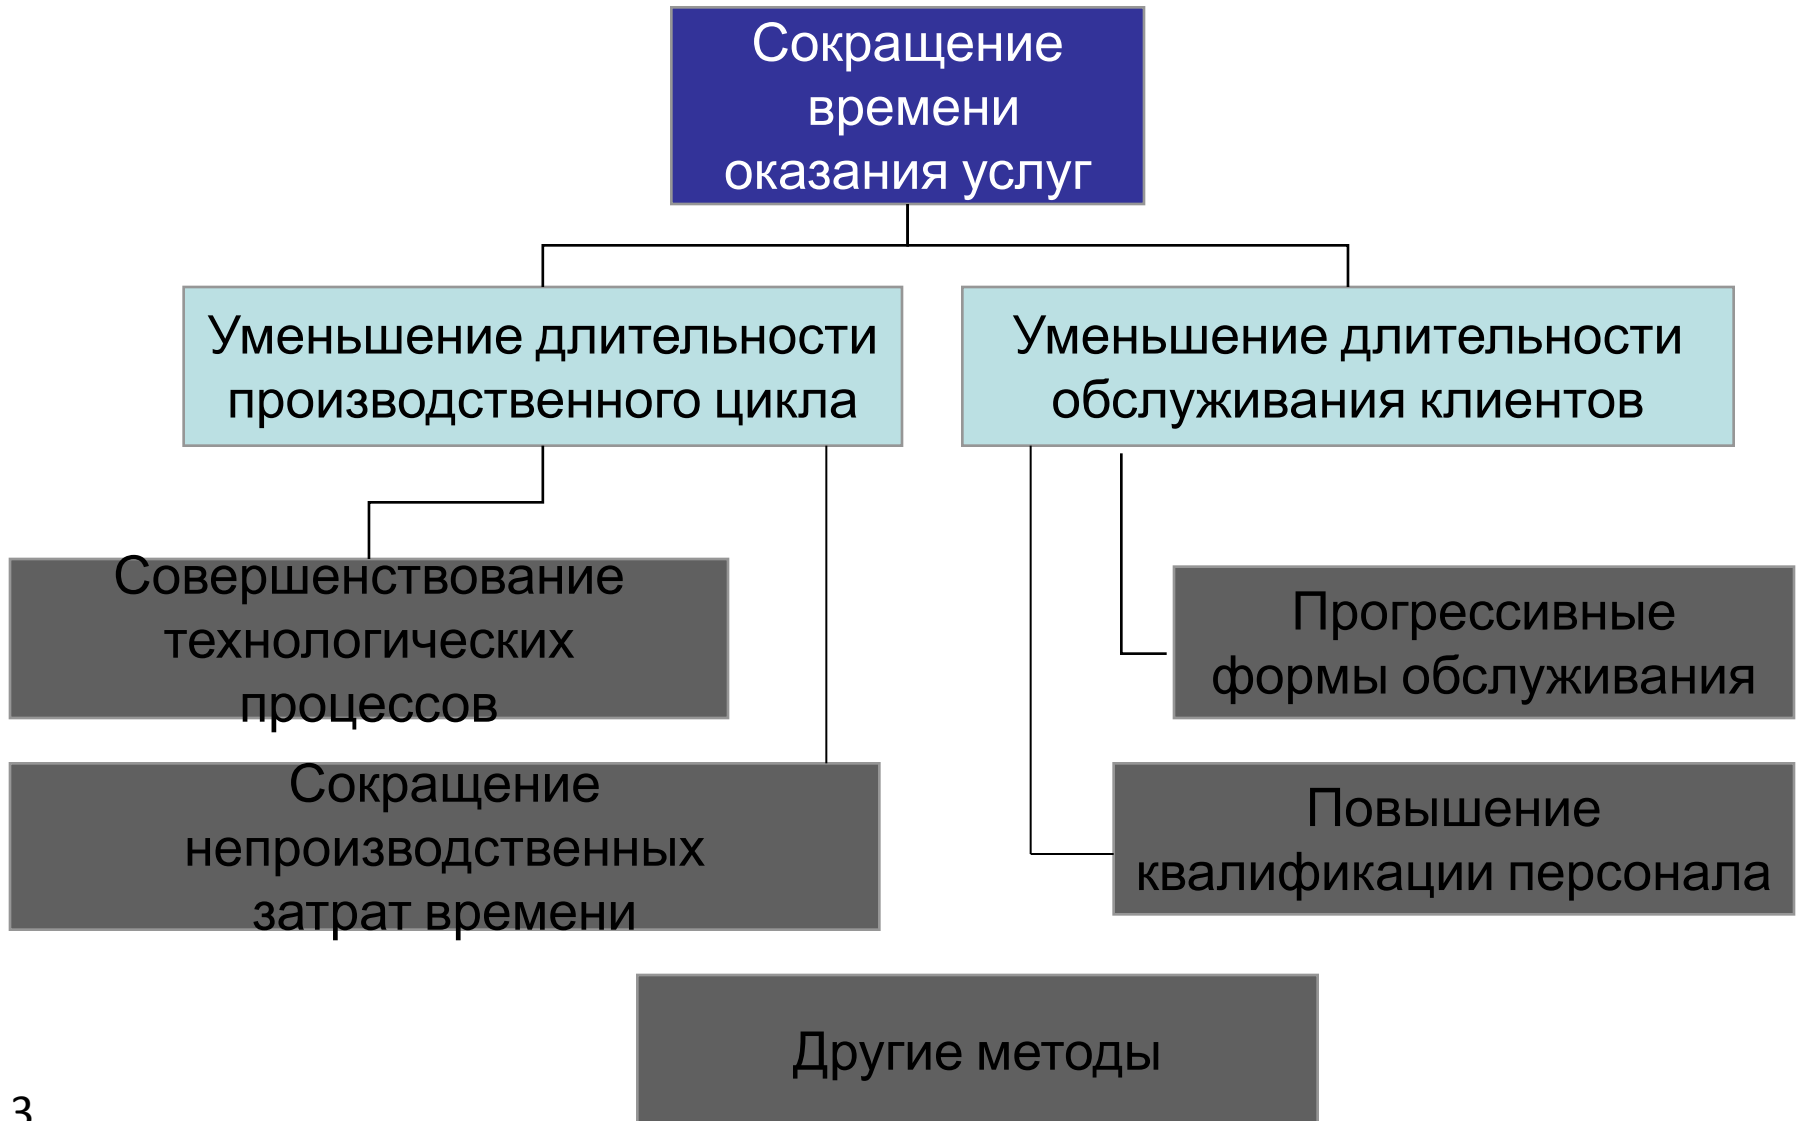 Сокращение
времени
оказания услуг
Уменьшение длительности
производственного цикла
Уменьшение длительности
обслуживания клиентов
Совершенствование
технологических
процессов
Прогрессивные
формы обслуживания
Сокращение
непроизводственных
затрат времени
Повышение
квалификации персонала
Другие методы
3